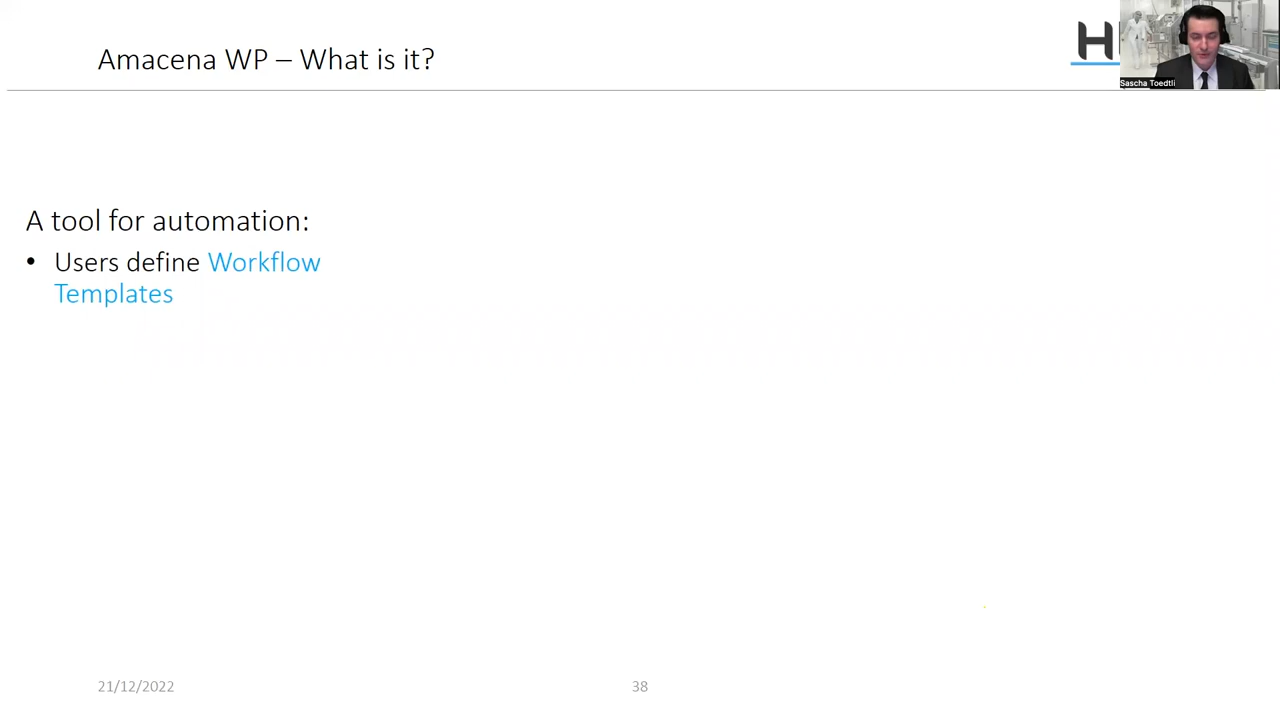 Amacena WP – What is it?
H
Sascha Toedtli
A tool for automation:
• Users define Workflow
Templates
21/12/2022
38